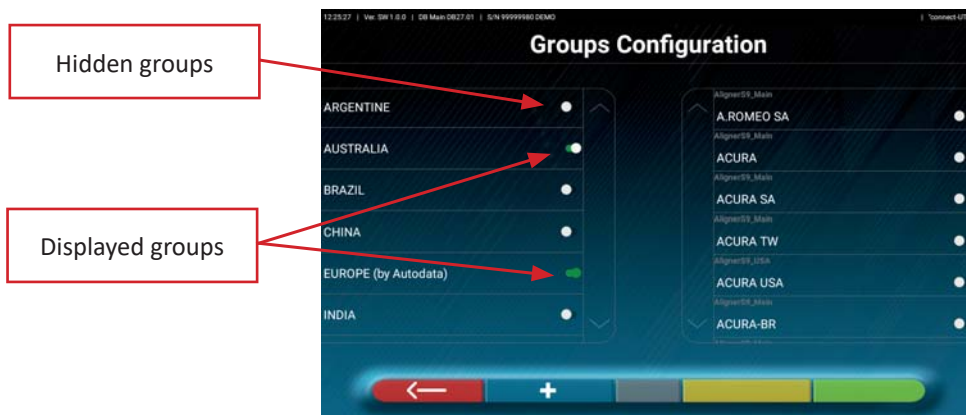 12:25:27 | Ver. SW 1.0.0 | DB Main DB27.01 | S/N 99999980 DEMO | "connect-UT
Groups Configuration
Hidden groups
Displayed groups
ARGENTINE
AUSTRALIA
BRAZIL
CHINA
EUROPE (by Autodata)
INDIA
AlignerS9_Main
A.ROMEO SA
AlignerS9_Main
ACURA
AlignerS9_Main
ACURA SA
AlignerS9_Main
ACURA TW
AlignerS9_USA
ACURA USA
AlignerS9_Main
ACURA-BR